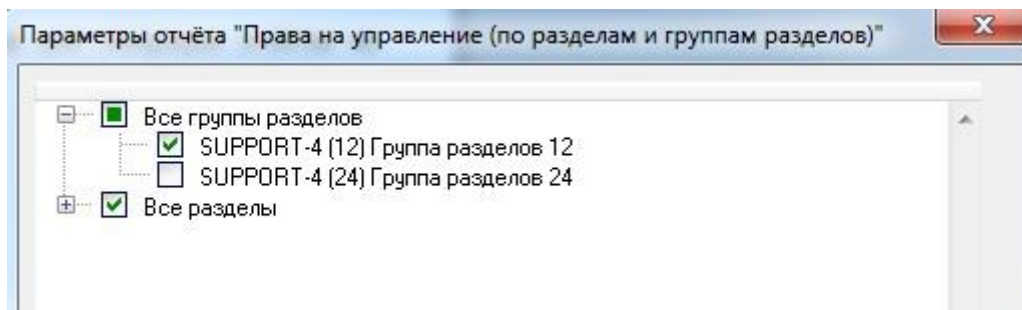 Параметры отчёта "Права на управление (по разделам и группам разделов)"
Все группы разделов
SUPPORT-4 (12) Группа разделов 12
SUPPORT-4 (24) Группа разделов 24
Все разделы